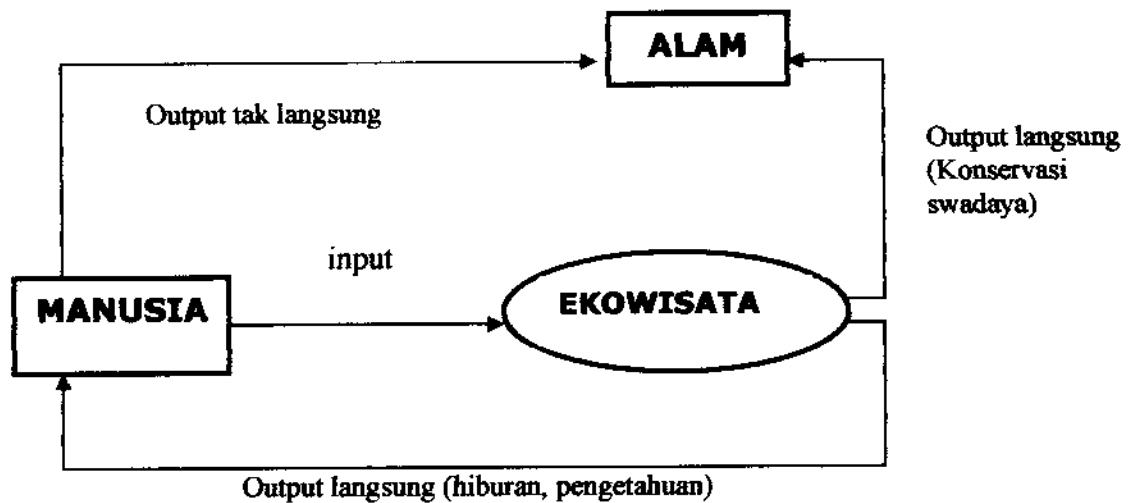 ALAM
Output tak langsung
Output langsung
(Konservasi
swadaya)
input
MANUSIA
EKOWISATA
Output langsung (hiburan, pengetahuan)